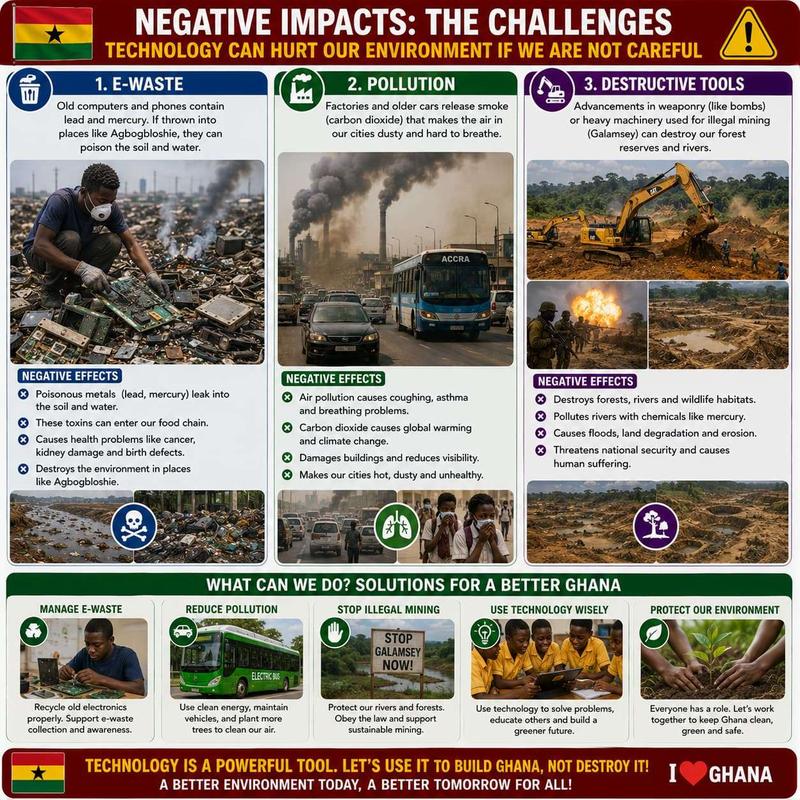 NEGATIVE IMPACTS: THE CHALLENGES
TECHNOLOGY CAN HURT OUR ENVIRONMENT IF WE ARE NOT CAREFUL
1. E-WASTE
Old computers and phones contain
lead and mercury. If thrown into
places like Agbogbloshie, they can
poison the soil and water.
NEGATIVE EFFECTS
Poisonous metals (lead, mercury) leak into
the soil and water.
These toxins can enter our food chain.
Causes health problems like cancer,
kidney damage and birth defects.
Destroys the environment in places
like Agbogbloshie.
2. POLLUTION
Factories and older cars release smoke
(carbon dioxide) that makes the air in
our cities dusty and hard to breathe.
ACCRA
NEGATIVE EFFECTS
Air pollution causes coughing, asthma
and breathing problems.
Carbon dioxide causes global warming
and climate change.
Damages buildings and reduces visibility.
Makes our cities hot, dusty and unhealthy.
3. DESTRUCTIVE TOOLS
Advancements in weaponry (like bombs)
or heavy machinery used for illegal mining
(Galamsey) can destroy our forest
reserves and rivers.
CAT
NEGATIVE EFFECTS
Destroys forests, rivers and wildlife habitats.
Pollutes rivers with chemicals like mercury.
Causes floods, land degradation and erosion.
Threatens national security and causes
human suffering.
WHAT CAN WE DO? SOLUTIONS FOR A BETTER GHANA
MANAGE E-WASTE
Recycle old electronics
properly. Support e-waste
collection and awareness.
REDUCE POLLUTION
ELECTRIC BUS
Use clean energy, maintain
vehicles, and plant more
trees to clean our air.
STOP ILLEGAL MINING
STOP
GALAMSEY
NOW!
Protect our rivers and forests.
Obey the law and support
sustainable mining.
USE TECHNOLOGY WISELY
Use technology to solve problems,
educate others and build a
greener future.
PROTECT OUR ENVIRONMENT
Everyone has a role. Let's work
together to keep Ghana clean,
green and safe.
TECHNOLOGY IS A POWERFUL TOOL. LET'S USE IT TO BUILD GHANA, NOT DESTROY IT!
A BETTER ENVIRONMENT TODAY, A BETTER TOMORROW FOR ALL!
I ❤ GHANA